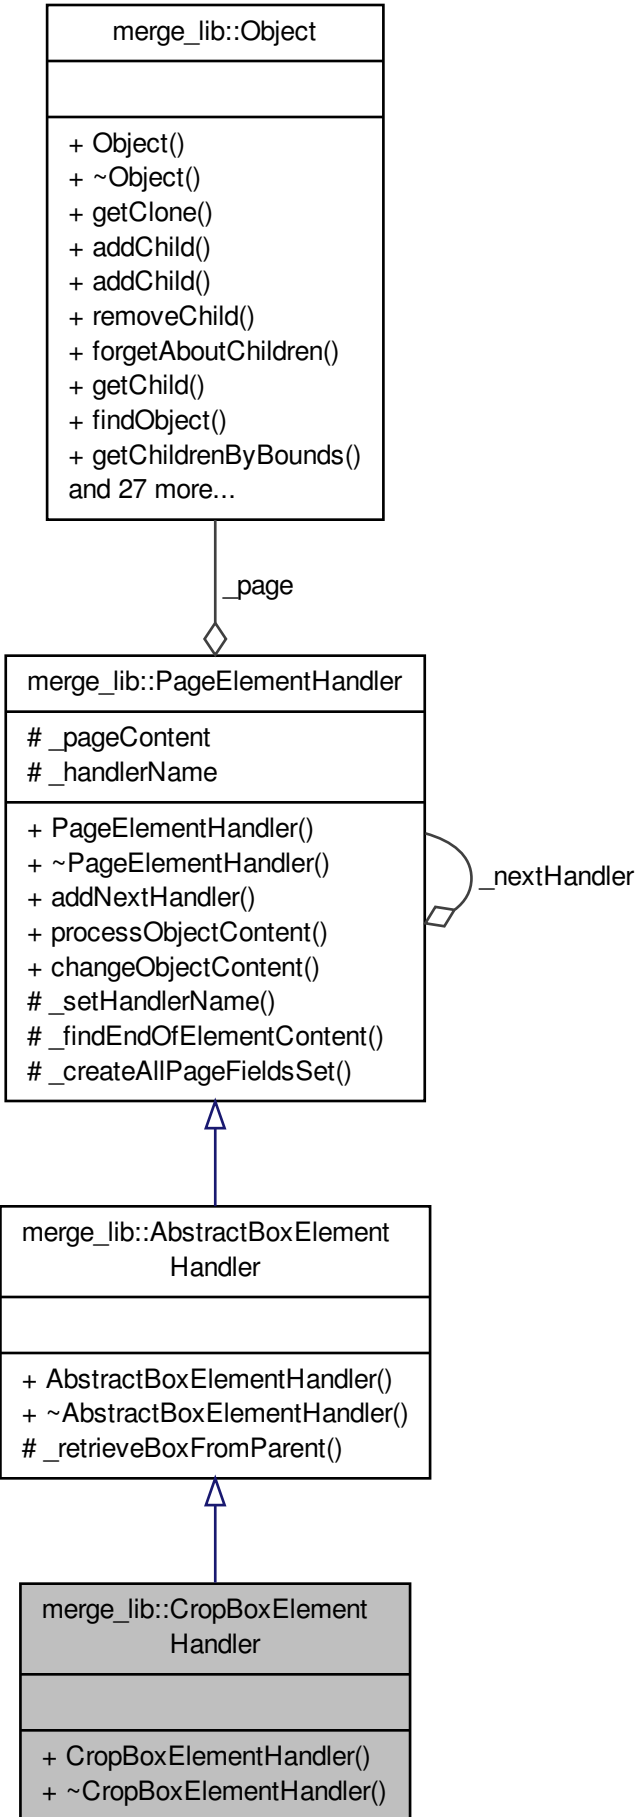 merge_lib::Object
+ Object()
+ ~Object()
+ getClone()
+ addChild()
+ addChild()
+ removeChild()
+ forgetAboutChildren()
+ getChild()
+ findObject()
+ getChildrenByBounds()
and 27 more...
_page
merge_lib::PageElementHandler
# _pageContent
# _handlerName
+ PageElementHandler()
+ ~PageElementHandler()
+ addNextHandler()
+ processObjectContent()
+ changeObjectContent()
# _setHandlerName()
# _findEndOfElementContent()
# _createAllPageFieldsSet()
_nextHandler
merge_lib::AbstractBoxElement
Handler
+ AbstractBoxElementHandler()
+ ~AbstractBoxElementHandler()
# _retrieveBoxFromParent()
merge_lib::CropBoxElement
Handler
+ CropBoxElementHandler()
+ ~CropBoxElementHandler()